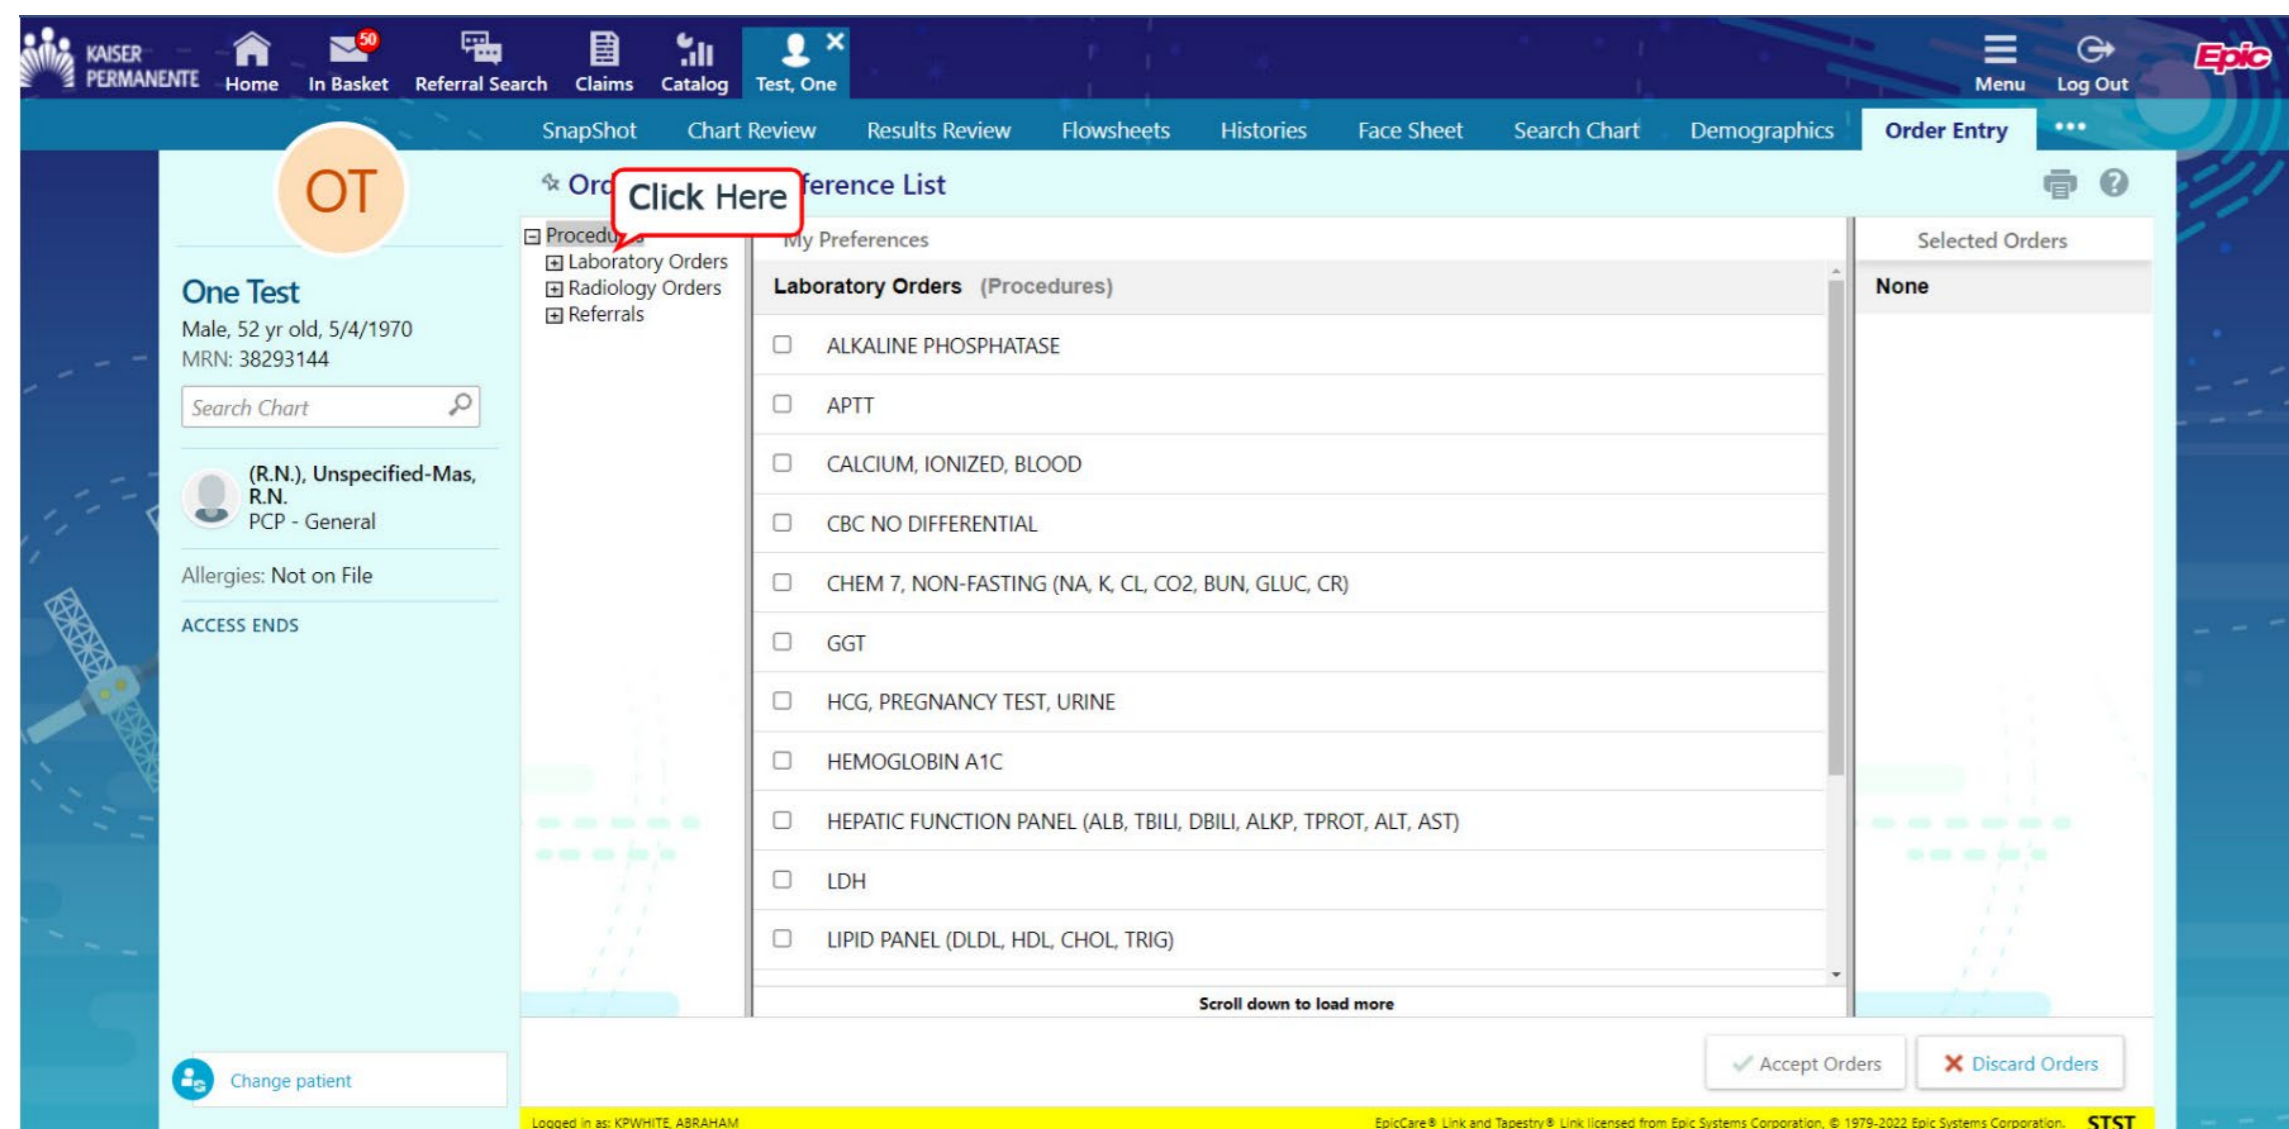 KAISER PERMANENTE
Home
50
In Basket
Referral Search
Claims
Catalog
Test, One
Menu
Log Out
Epic
SnapShot
Chart Review
Results Review
Flowsheets
Histories
Face Sheet
Search Chart
Demographics
Order Entry
OT
Ord
Click Here
ference List
One Test
Male, 52 yr old, 5/4/1970
MRN: 38293144
Search Chart
(R.N.), Unspecified-Mas,
R.N.
PCP - General
Allergies: Not on File
ACCESS ENDS
Change patient
Procedures
Laboratory Orders
Radiology Orders
Referrals
My Preferences
Laboratory Orders (Procedures)
ALKALINE PHOSPHATASE
APTT
CALCIUM, IONIZED, BLOOD
CBC NO DIFFERENTIAL
CHEM 7, NON-FASTING (NA, K, CL, CO2, BUN, GLUC, CR)
GGT
HCG, PREGNANCY TEST, URINE
HEMOGLOBIN A1C
HEPATIC FUNCTION PANEL (ALB, TBILI, DBILI, ALKP, TPROT, ALT, AST)
LDH
LIPID PANEL (DLDL, HDL, CHOL, TRIG)
Scroll down to load more
Selected Orders
None
Accept Orders
Discard Orders
Logged in as: KPWHITE, ABRAHAM
EpicCare® Link and Tapestry® Link licensed from Epic Systems Corporation, © 1979-2022 Epic Systems Corporation.
STST